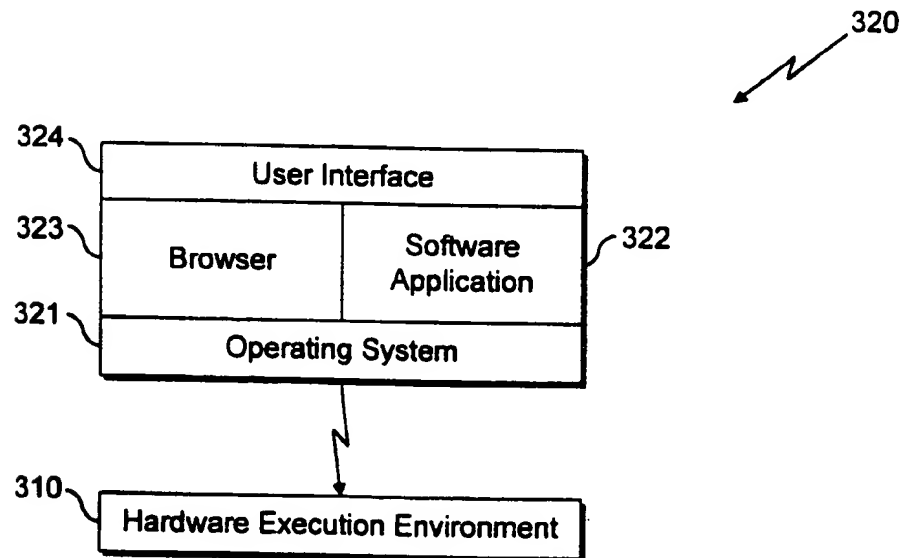 320
324
User Interface
323
Browser
Software
Application
322
321
Operating System
310
Hardware Execution Environment